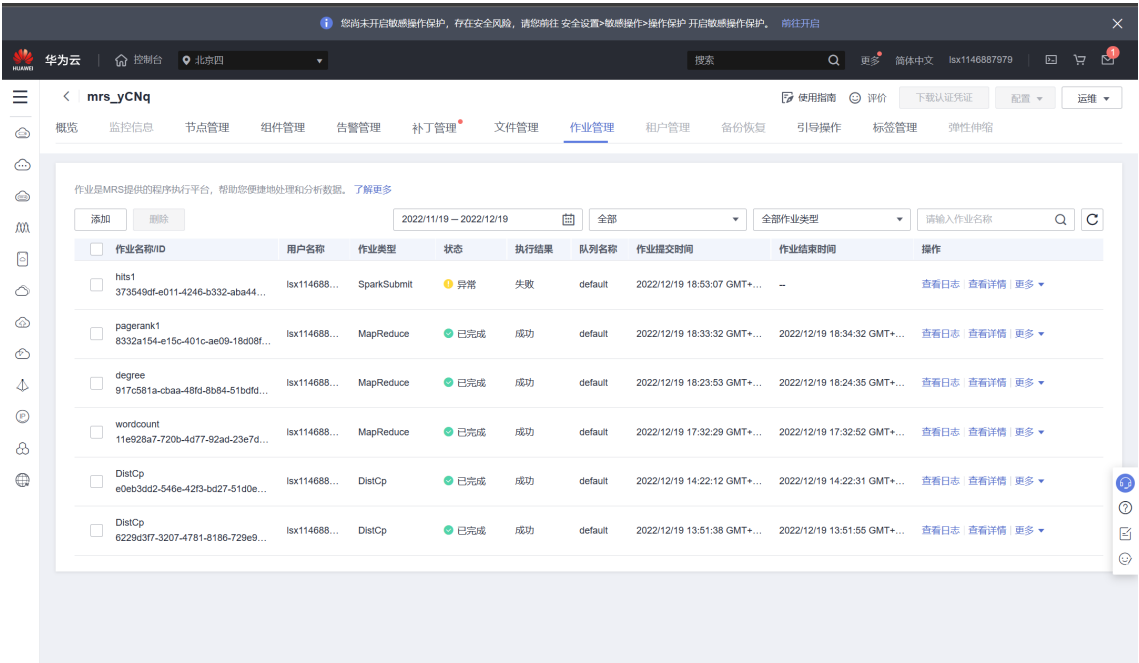 您尚未开启敏感操作保护，存在安全风险，请您前往 安全设置>敏感操作>操作保护 开启敏感操作保护。 前往开启
HUAWEI 华为云 控制台 北京四 搜索 更多 简体中文 lsx1146887979 1
mrs_yCNq 使用指南 评价 下载认证凭证 配置 运维
概览 监控信息 节点管理 组件管理 告警管理 补丁管理 文件管理 作业管理 租户管理 备份恢复 引导操作 标签管理 弹性伸缩
作业是MRS提供的程序执行平台，帮助您便捷地处理和分析数据。 了解更多
添加 删除 2022/11/19 – 2022/12/19 全部 全部作业类型 请输入作业名称
作业名称/ID 用户名称 作业类型 状态 执行结果 队列名称 作业提交时间 作业结束时间 操作
hits1
373549df-e011-4246-b332-aba44... lsx114688... SparkSubmit 异常 失败 default 2022/12/19 18:53:07 GMT+... -- 查看日志 查看详情 更多
pagerank1
8332a154-e15c-401c-ae09-18d08f... lsx114688... MapReduce 已完成 成功 default 2022/12/19 18:33:32 GMT+... 2022/12/19 18:34:32 GMT+... 查看日志 查看详情 更多
degree
917c581a-cbaa-48fd-8b84-51bdfd... lsx114688... MapReduce 已完成 成功 default 2022/12/19 18:23:53 GMT+... 2022/12/19 18:24:35 GMT+... 查看日志 查看详情 更多
wordcount
11e928a7-720b-4d77-92ad-23e7d... lsx114688... MapReduce 已完成 成功 default 2022/12/19 17:32:29 GMT+... 2022/12/19 17:32:52 GMT+... 查看日志 查看详情 更多
DistCp
e0eb3dd2-546e-42f3-bd27-51d0e... lsx114688... DistCp 已完成 成功 default 2022/12/19 14:22:12 GMT+... 2022/12/19 14:22:31 GMT+... 查看日志 查看详情 更多
DistCp
6229d3f7-3207-4781-8186-729e9... lsx114688... DistCp 已完成 成功 default 2022/12/19 13:51:38 GMT+... 2022/12/19 13:51:55 GMT+... 查看日志 查看详情 更多